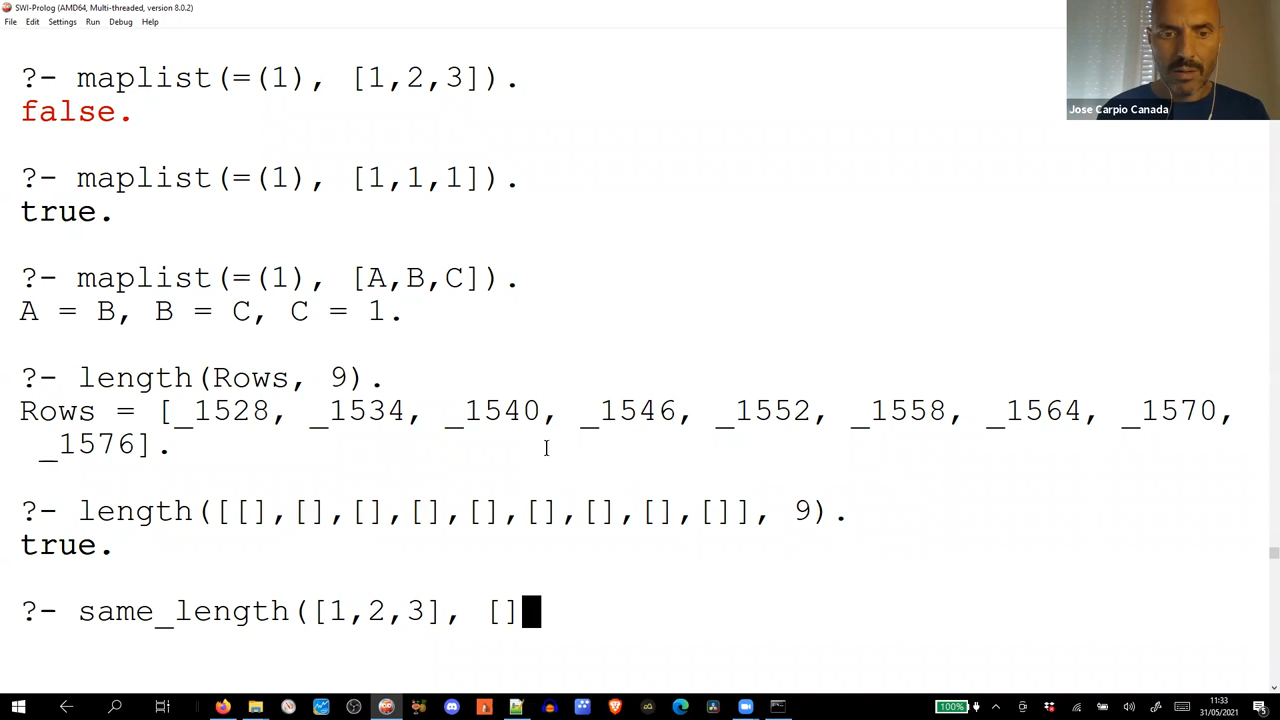 SWI-Prolog (AMD64, Multi-threaded, version 8.0.2)
File Edit Settings Run Debug Help
?- maplist(=(1), [1,2,3]).
false.
?- maplist(=(1), [1,1,1]).
true.
?- maplist(=(1), [A,B,C]).
A = B, B = C, C = 1.
?- length(Rows, 9).
Rows = [_1528, _1534, _1540, _1546, _1552, _1558, _1564, _1570,
_1576].
?- length([[],[],[],[],[],[],[],[],[]], 9).
true.
?- same_length([1,2,3], []
Jose Carpio Canada
100%
11:33
31/05/2021